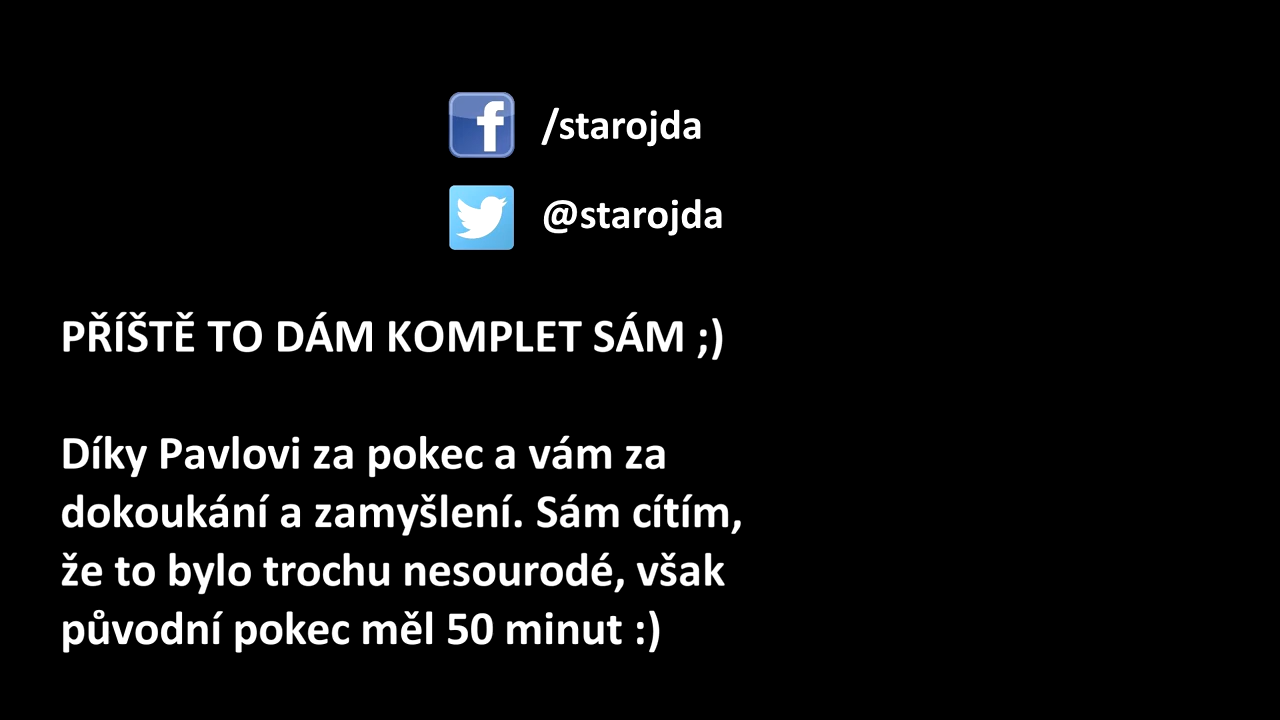 /starojda
@starojda
PŘÍŠTĚ TO DÁM KOMPLET SÁM ;)
Díky Pavlovi za pokec a vám za
dokoukání a zamyšlení. Sám cítím,
že to bylo trochu nesourodé, však
původní pokec měl 50 minut :)